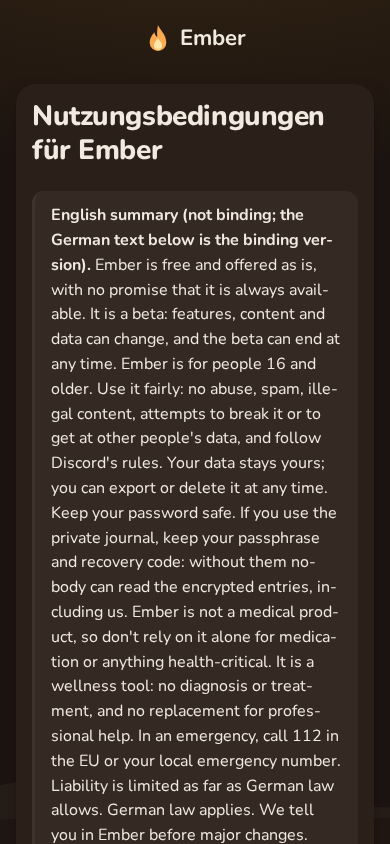 Ember
Nutzungsbedingungen
für Ember
English summary (not binding; the
German text below is the binding ver-
sion). Ember is free and offered as is,
with no promise that it is always avail-
able. It is a beta: features, content and
data can change, and the beta can end at
any time. Ember is for people 16 and
older. Use it fairly: no abuse, spam, ille-
gal content, attempts to break it or to
get at other people's data, and follow
Discord's rules. Your data stays yours;
you can export or delete it at any time.
Keep your password safe. If you use the
private journal, keep your passphrase
and recovery code: without them no-
body can read the encrypted entries, in-
cluding us. Ember is not a medical prod-
uct, so don't rely on it alone for medica-
tion or anything health-critical. It is a
wellness tool: no diagnosis or treat-
ment, and no replacement for profes-
sional help. In an emergency, call 112 in
the EU or your local emergency number.
Liability is limited as far as German law
allows. German law applies. We tell
you in Ember before major changes.